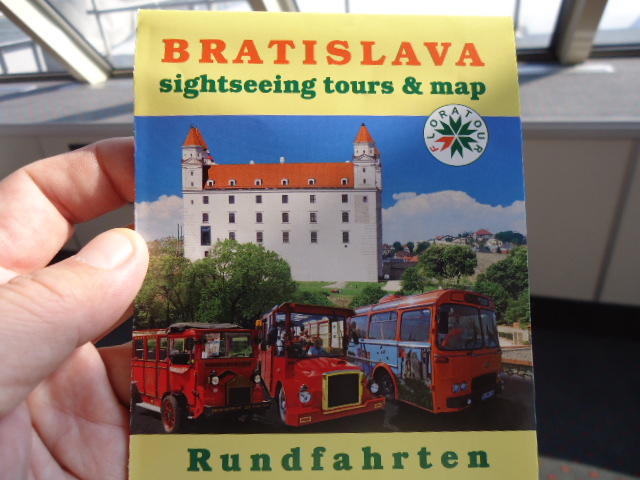 BRATISLAVA
sightseeing tours & map
FLORATOUR
Rundfahrten